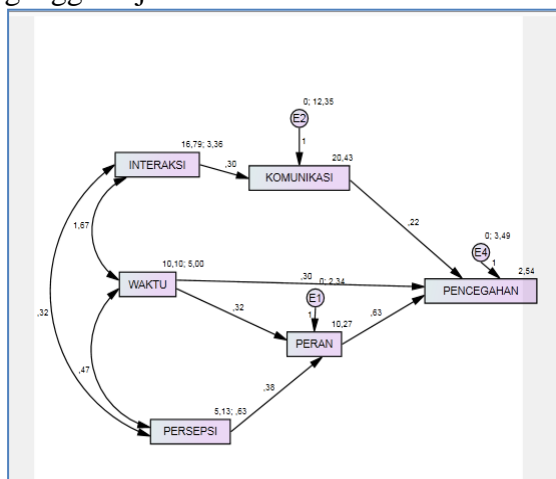 0; 12,35
E2
1
16,79; 3,36
INTERAKSI
,30
20,43
KOMUNIKASI
,22
1,67
0; 3,49
E4
1
2,54
PENCEGAHAN
10,10; 5,00
WAKTU
,30
0; 2,34
E1
1
,32
,63
10,27
PERAN
,32
,47
,38
5,13; ,63
PERSEPSI